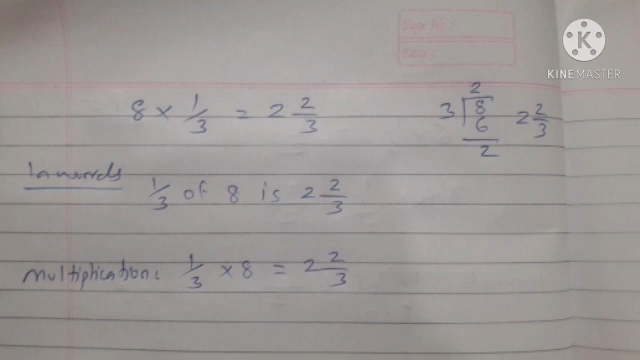 KINEMASTER
8 × 1/3 = 2 2/3
2
3 8 2 2/3
6
2
In words
1/3 of 8 is 2 2/3
multiplication: 1/3 × 8 = 2 2/3